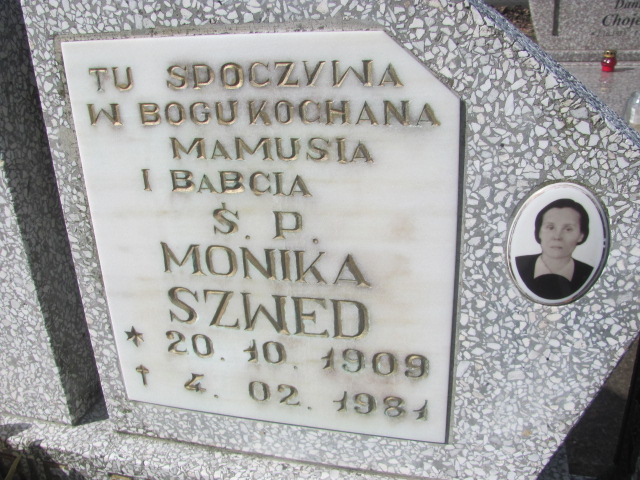 TU SPOCZYWA
W BOGU KOCHANA
MAMUSIA
I BABCIA
Ś. P.
MONIKA
SZWED
* 20. 10. 1909
† 4. 02. 1981